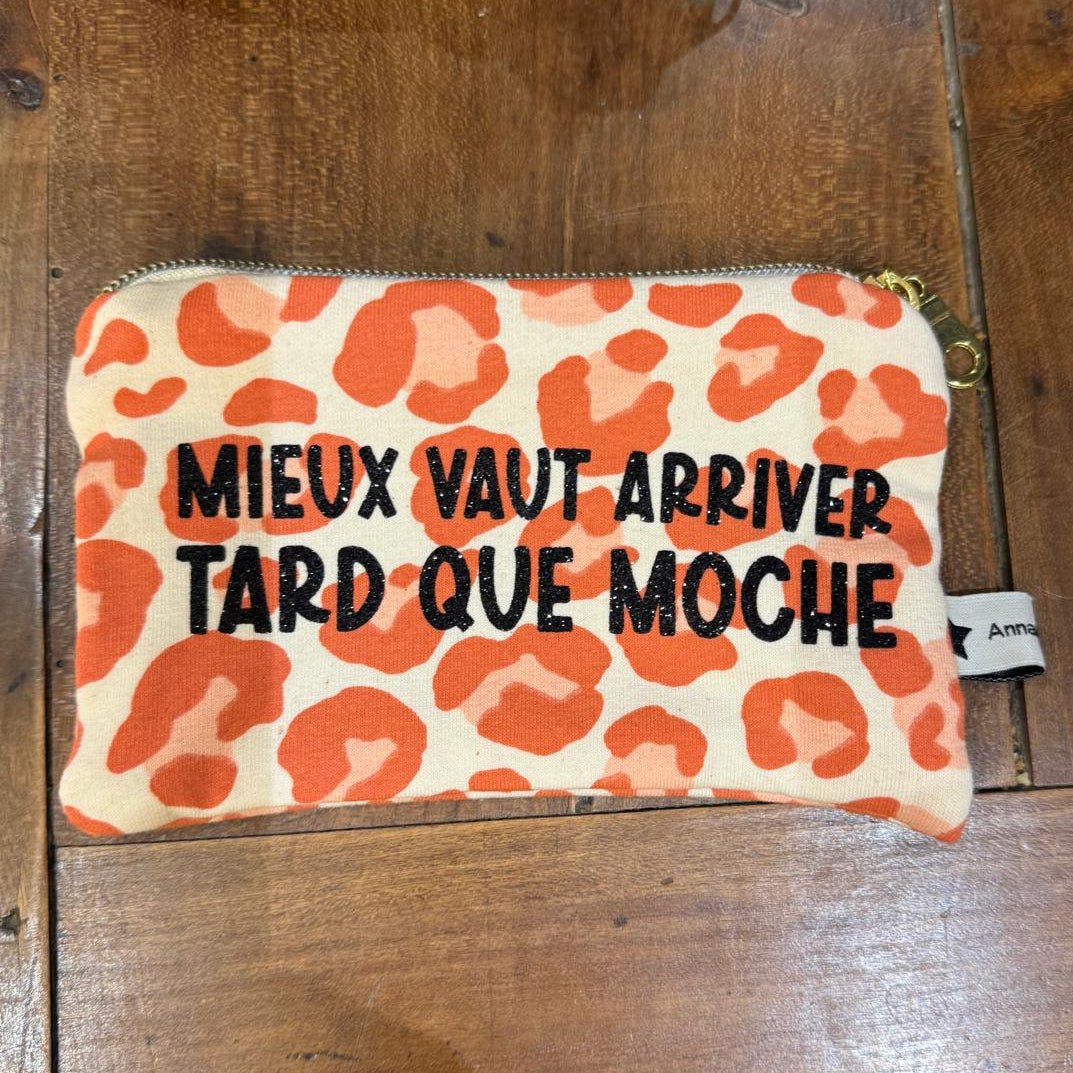 MIEUX VAUT ARRIVER
TARD QUE MOCHE
Anna